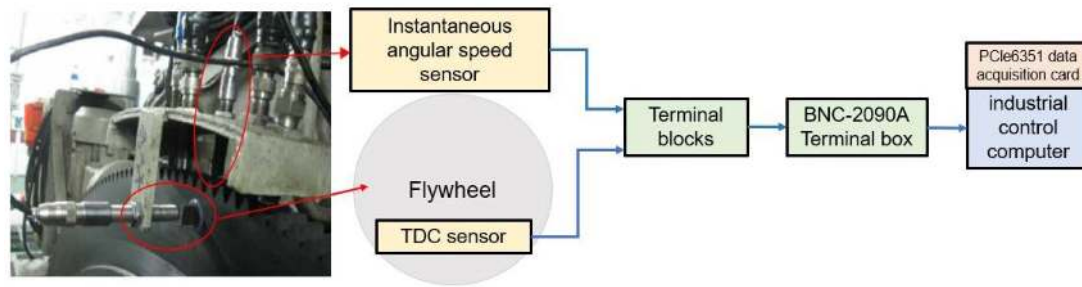 Instantaneous
angular speed
sensor
Flywheel
TDC sensor
Terminal
blocks
BNC-2090A
Terminal box
PCIe6351 data
acquisition card
industrial
control
computer